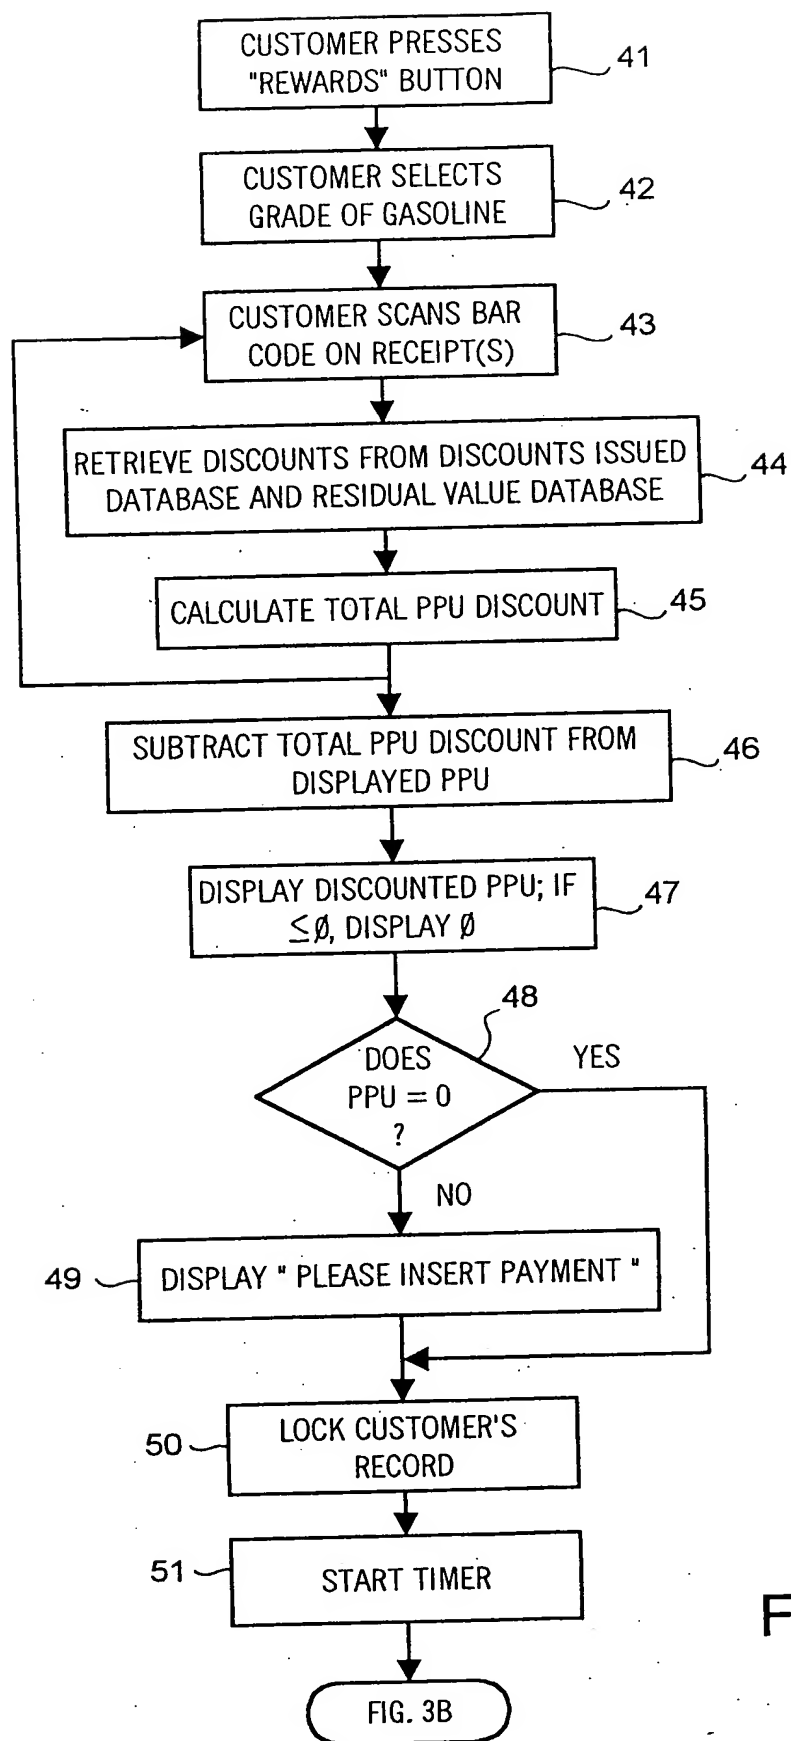 CUSTOMER PRESSES
"REWARDS" BUTTON
41
CUSTOMER SELECTS
GRADE OF GASOLINE
42
CUSTOMER SCANS BAR
CODE ON RECEIPT(S)
43
RETRIEVE DISCOUNTS FROM DISCOUNTS ISSUED
DATABASE AND RESIDUAL VALUE DATABASE
44
CALCULATE TOTAL PPU DISCOUNT
45
SUBTRACT TOTAL PPU DISCOUNT FROM
DISPLAYED PPU
46
DISPLAY DISCOUNTED PPU; IF
≤Ø, DISPLAY Ø
47
48
DOES
PPU = 0
?
YES
NO
49
DISPLAY " PLEASE INSERT PAYMENT "
50
LOCK CUSTOMER'S
RECORD
51
START TIMER
F
FIG. 3B